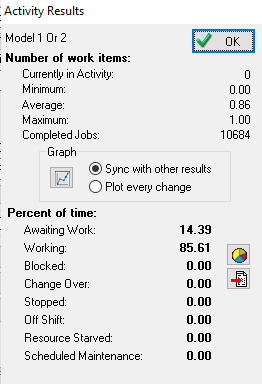 Activity Results
Model 1 Or 2
OK
Number of work items:
Currently in Activity: 0
Minimum: 0.00
Average: 0.86
Maximum: 1.00
Completed Jobs: 10684
Graph
Sync with other results
Plot every change
Percent of time:
Awaiting Work: 14.39
Working: 85.61
Blocked: 0.00
Change Over: 0.00
Stopped: 0.00
Off Shift: 0.00
Resource Starved: 0.00
Scheduled Maintenance: 0.00